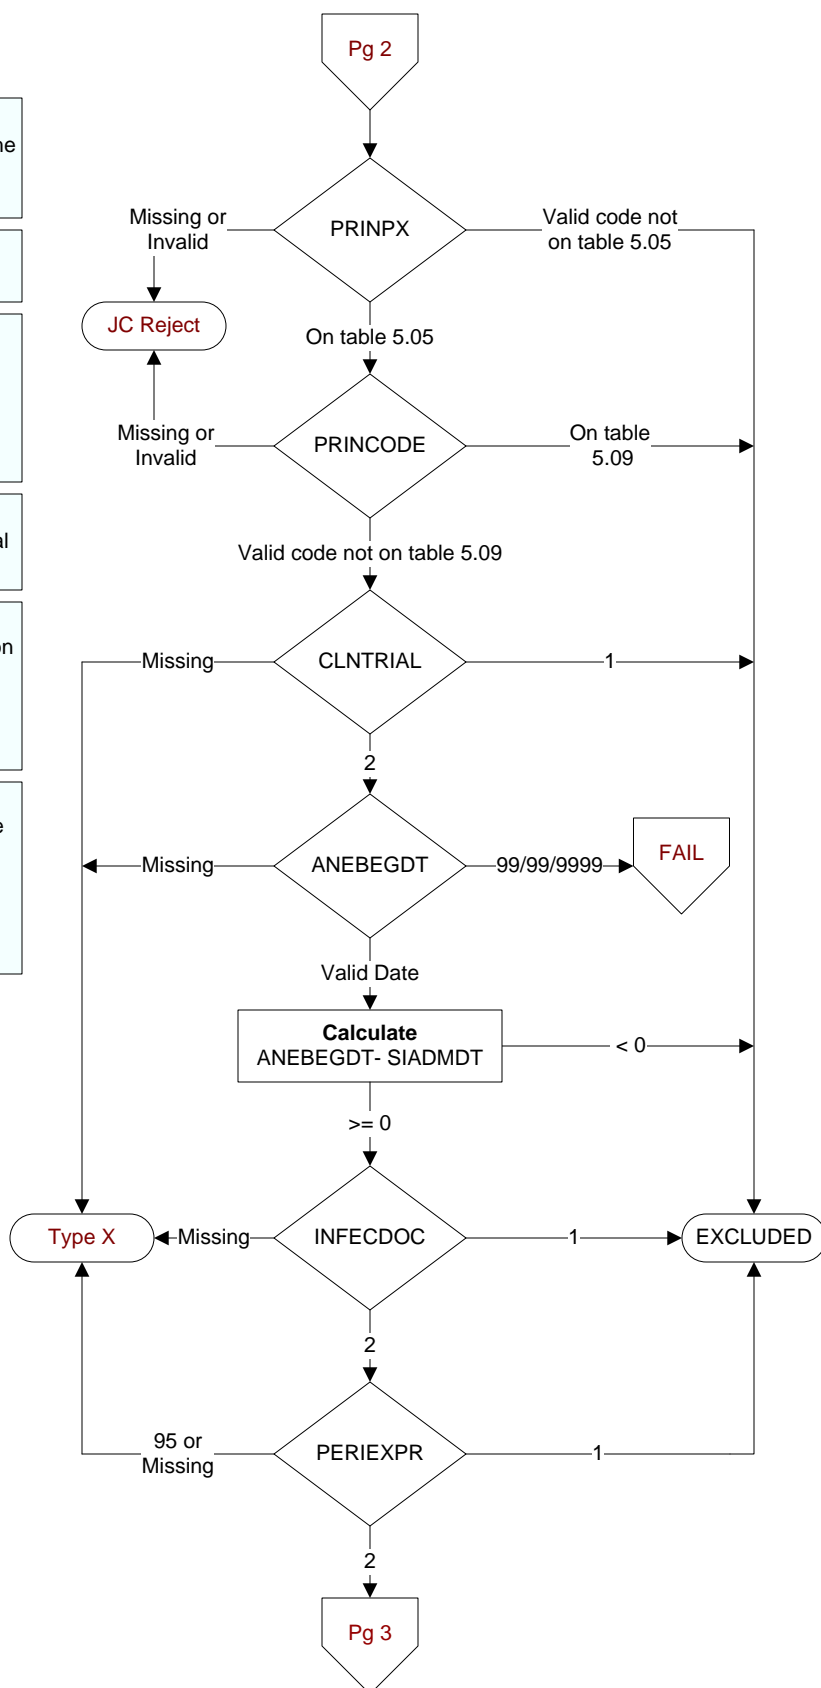 Pg 2
ne
Missing or
Invalid
PRINPX
Valid code not
on table 5.05
JC Reject
On table 5.05
Missing or
Invalid
PRINCODE
On table
5.09
al
Valid code not on table 5.09
on
Missing
CLNTRIAL
1
2
e
Missing
ANEBEGDT
99/99/9999
FAIL
Valid Date
Calculate
ANEBEGDT- SIADMDT
< 0
>= 0
Type X
Missing
INFECDOC
1
EXCLUDED
2
95 or
Missing
PERIEXPR
1
2
Pg 3